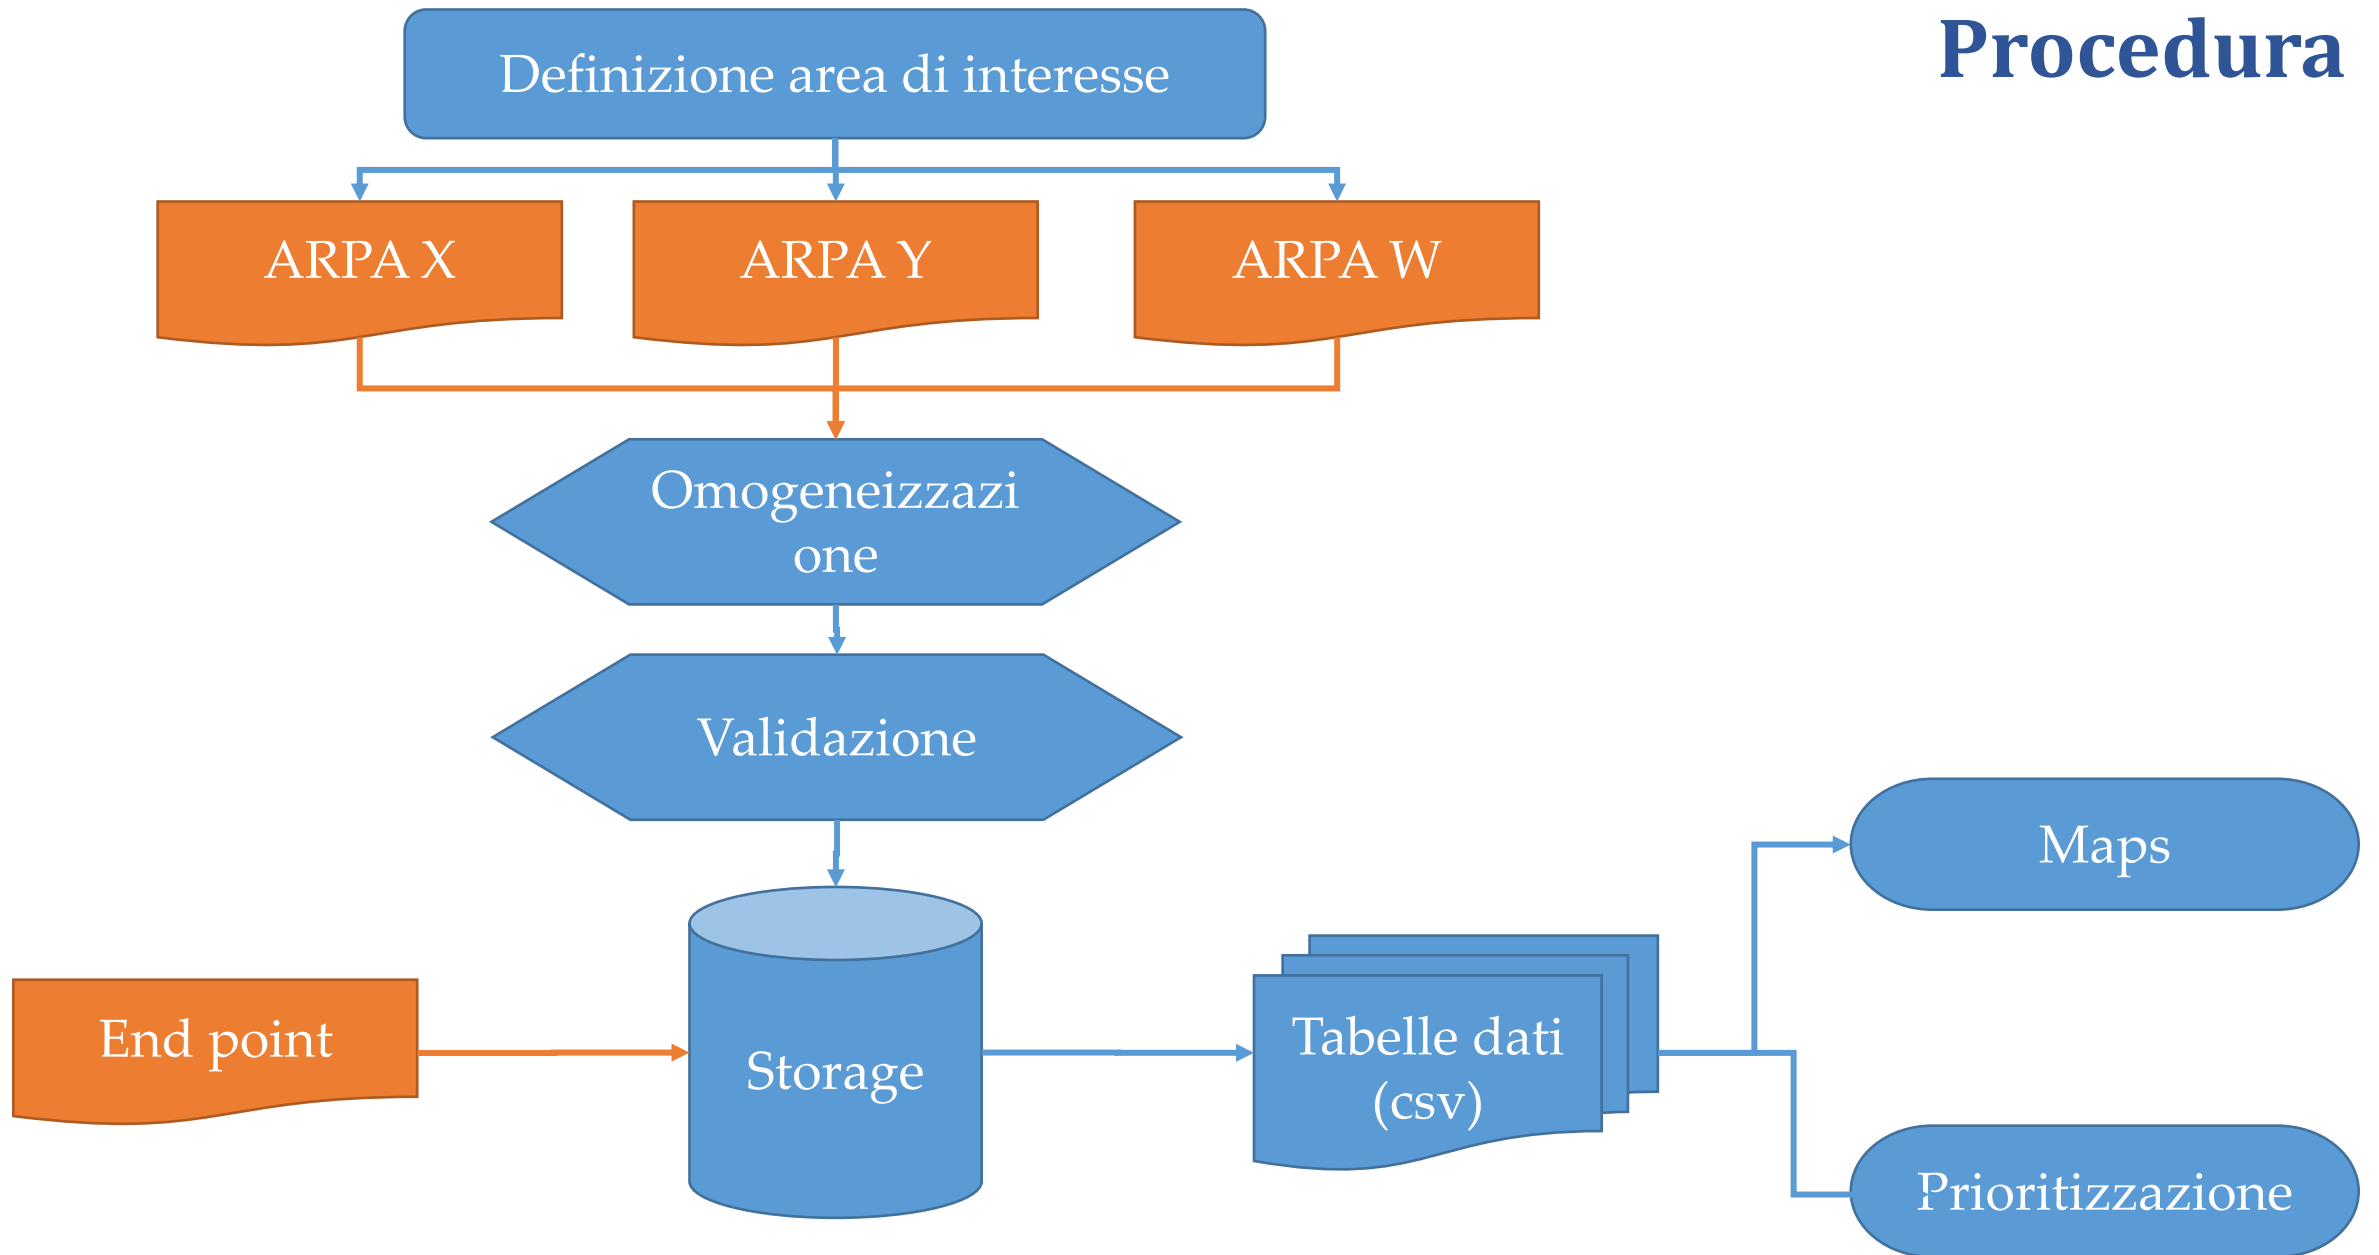 Procedura
Definizione area di interesse
ARPA X
ARPA Y
ARPA W
Omogeneizzazi
one
Validazione
Maps
End point
Storage
Tabelle dati
(csv)
Prioritizzazione